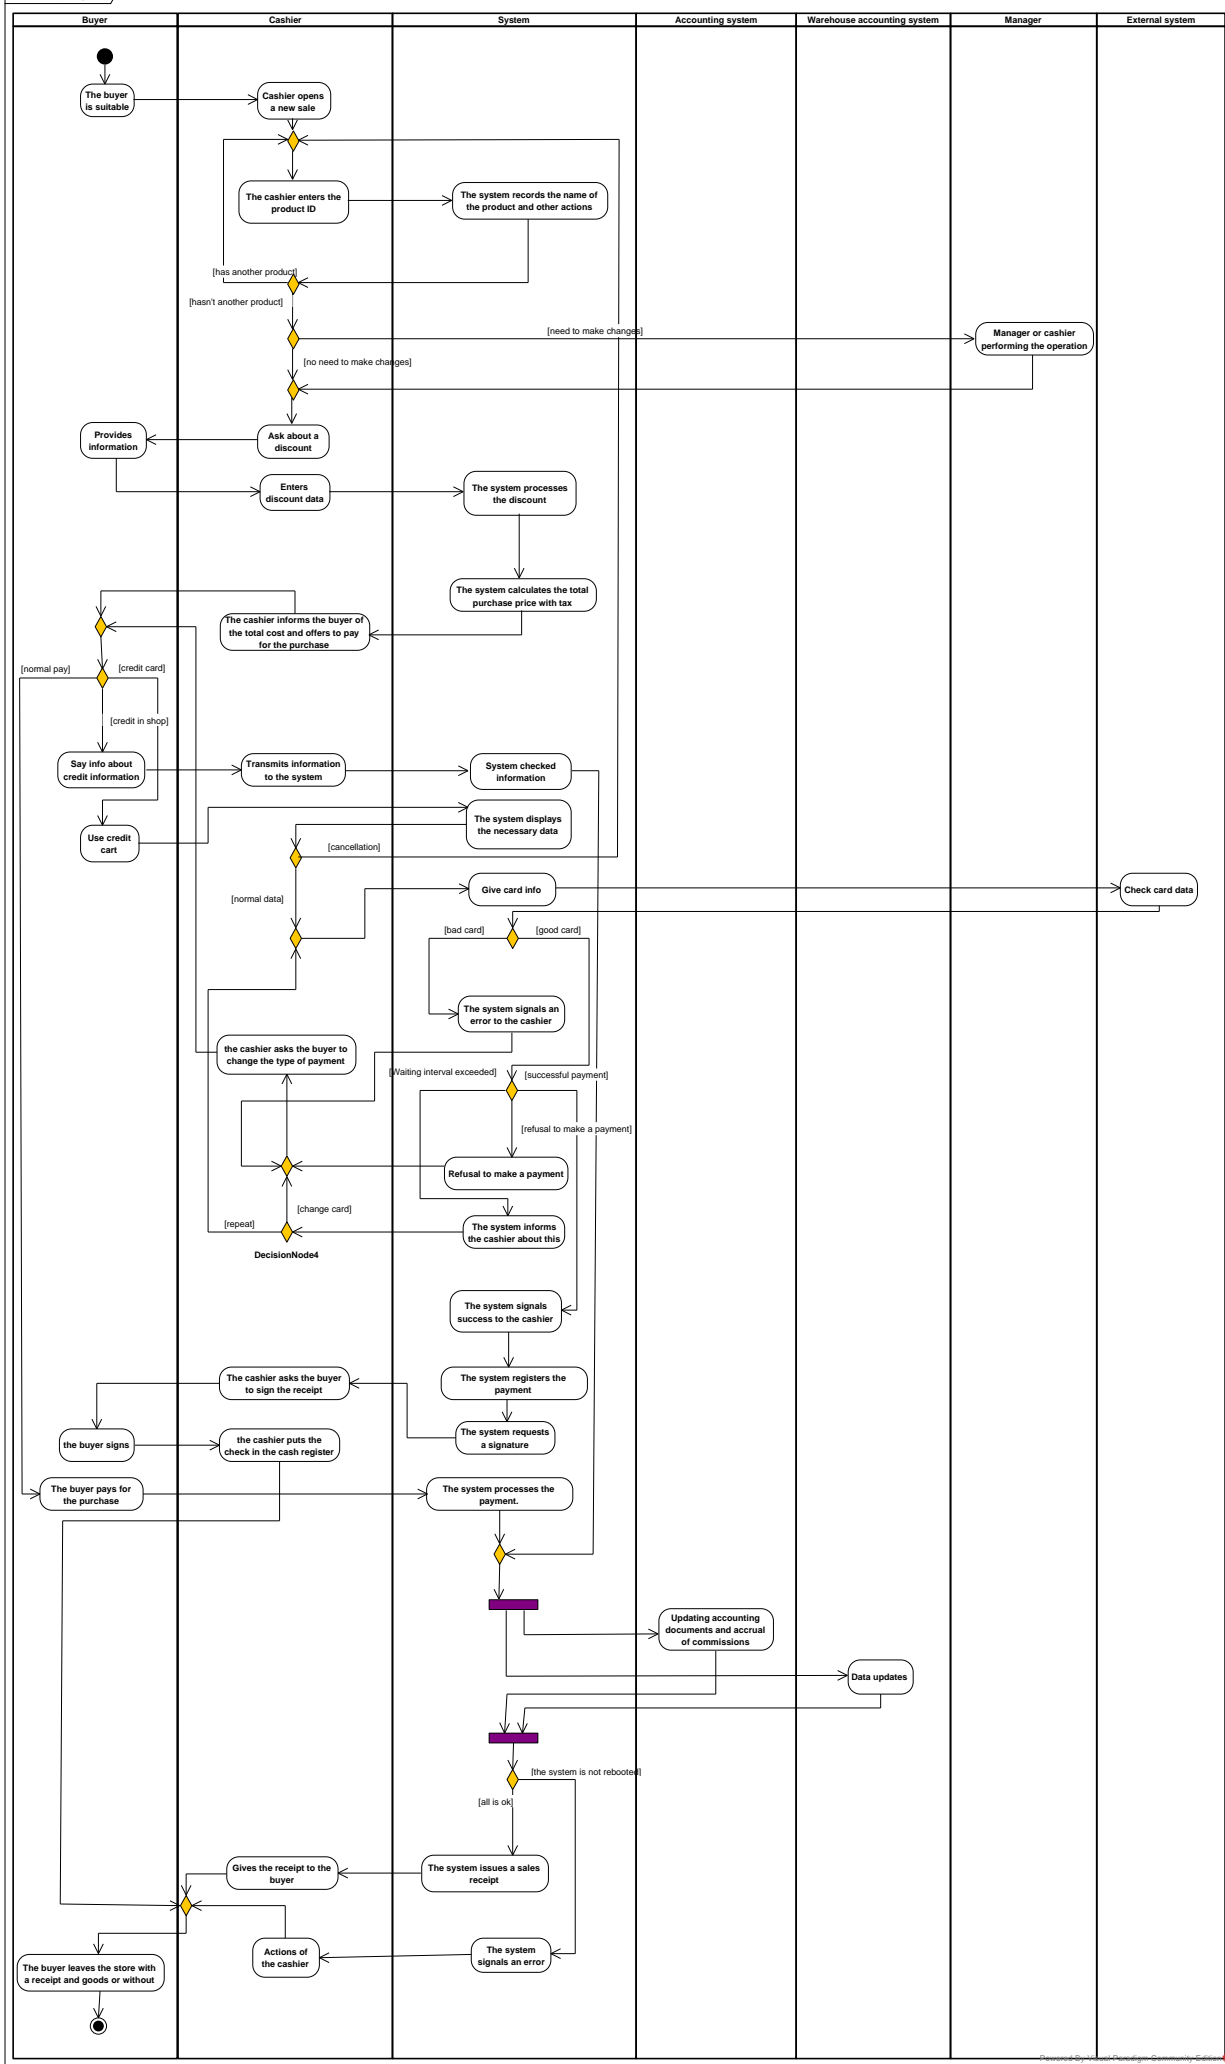 Buyer
Cashier
System
Accounting system
Warehouse accounting system
Manager
External system
The buyer
is suitable
Cashier opens
a new sale
The cashier enters the
product ID
The system records the name of
the product and other actions
[has another product]
[hasn't another product]
[need to make changes]
Manager or cashier
performing the operation
[no need to make changes]
Provides
information
Ask about a
discount
Enters
discount data
The system processes
the discount
The system calculates the total
purchase price with tax
The cashier informs the buyer of
the total cost and offers to pay
for the purchase
[normal pay]
[credit card]
[credit in shop]
Say info about
credit information
Transmits information
to the system
System checked
information
Use credit
cart
The system displays
the necessary data
[cancellation]
[normal data]
Give card info
Check card data
[bad card]
[good card]
The system signals an
error to the cashier
the cashier asks the buyer to
change the type of payment
[Waiting interval exceeded]
[successful payment]
[refusal to make a payment]
Refusal to make a payment
[change card]
[repeat]
The system informs
the cashier about this
DecisionNode4
The system signals
success to the cashier
The cashier asks the buyer
to sign the receipt
The system registers the
payment
the buyer signs
the cashier puts the
check in the cash register
The system requests
a signature
The buyer pays for
the purchase
The system processes the
payment.
Updating accounting
documents and accrual
of commissions
Data updates
[the system is not rebooted]
[all is ok]
Gives the receipt to the
buyer
The system issues a sales
receipt
Actions of
the cashier
The system
signals an error
The buyer leaves the store with
a receipt and goods or without
Powered By Visual Paradigm Community Edition